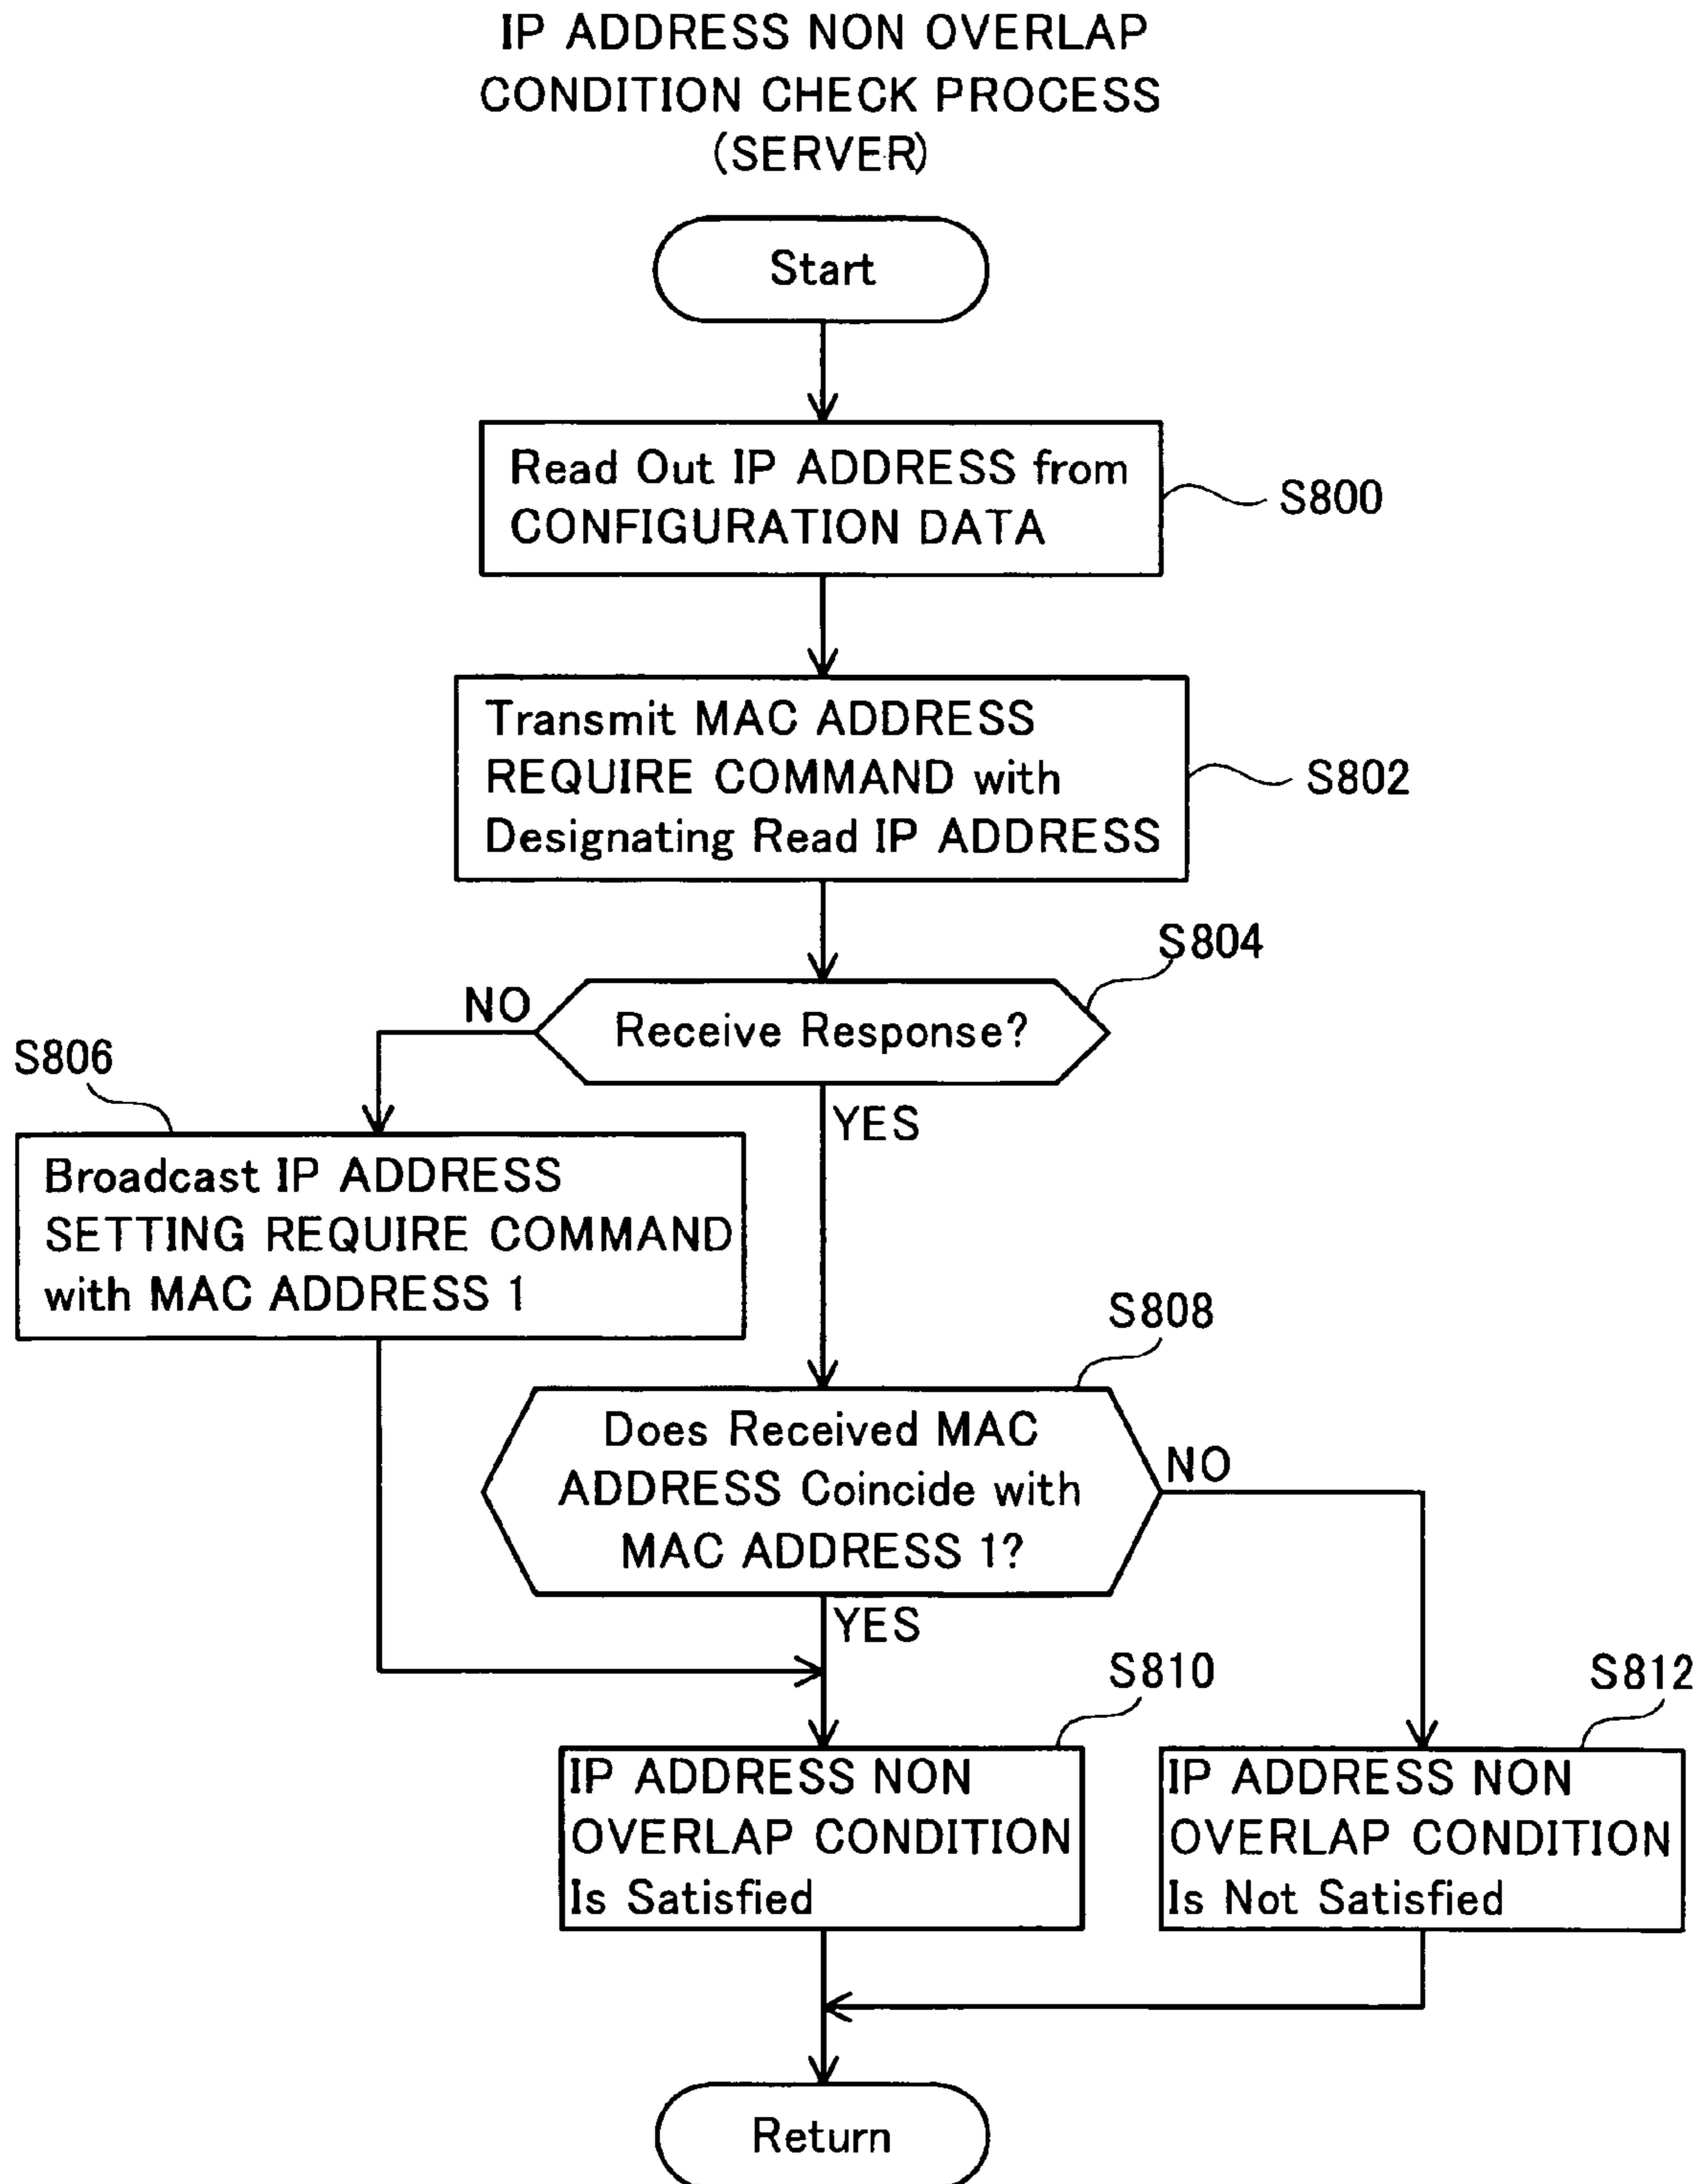 IP ADDRESS NON OVERLAP
CONDITION CHECK PROCESS
(SERVER)
Start
Read Out IP ADDRESS from
CONFIGURATION DATA
S800
Transmit MAC ADDRESS
REQUIRE COMMAND with
Designating Read IP ADDRESS
S802
S804
Receive Response?
NO
YES
S806
Broadcast IP ADDRESS
SETTING REQUIRE COMMAND
with MAC ADDRESS 1
S808
Does Received MAC
ADDRESS Coincide with
MAC ADDRESS 1?
NO
YES
S810
IP ADDRESS NON
OVERLAP CONDITION
Is Satisfied
S812
IP ADDRESS NON
OVERLAP CONDITION
Is Not Satisfied
Return